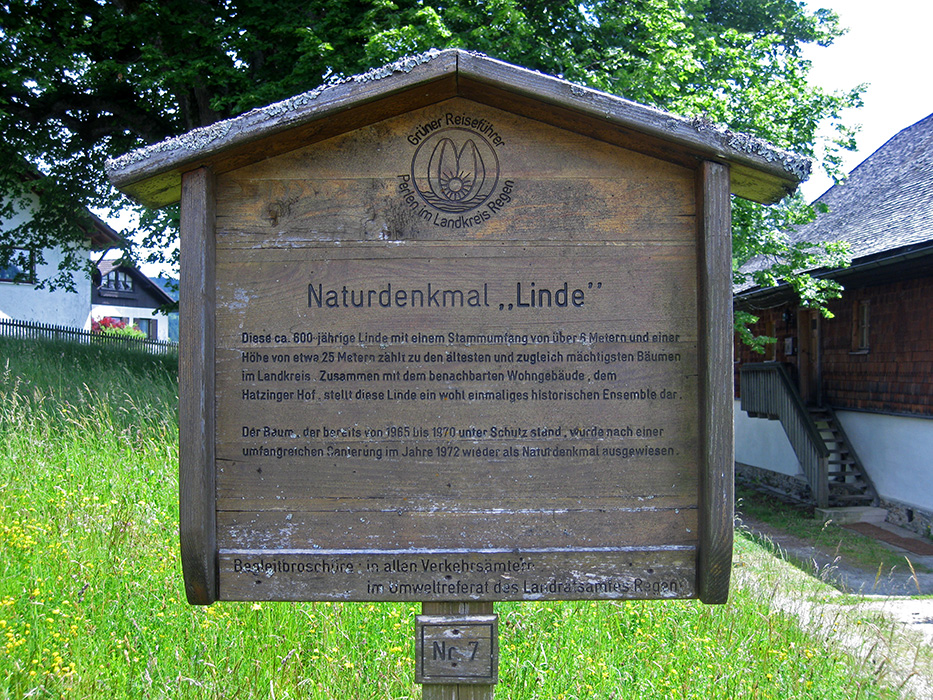 Grüner Reiseführer
Perlen im Landkreis Regen
Naturdenkmal „Linde”
Diese ca. 600-jährige Linde mit einem Stammumfang von über 6 Metern und einer
Höhe von etwa 25 Metern zählt zu den ältesten und zugleich mächtigsten Bäumen
im Landkreis. Zusammen mit dem benachbarten Wohngebäude, dem
Hatzinger Hof, stellt diese Linde ein wohl einmaliges historischen Ensemble dar.
Der Baum, der bereits von 1965 bis 1970 unter Schutz stand, wurde nach einer
umfangreichen Sanierung im Jahre 1972 wieder als Naturdenkmal ausgewiesen.
Begleitbroschüre: in allen Verkehrsämtern
im Umweltreferat des Landratsamtes Regen
Nr. 7